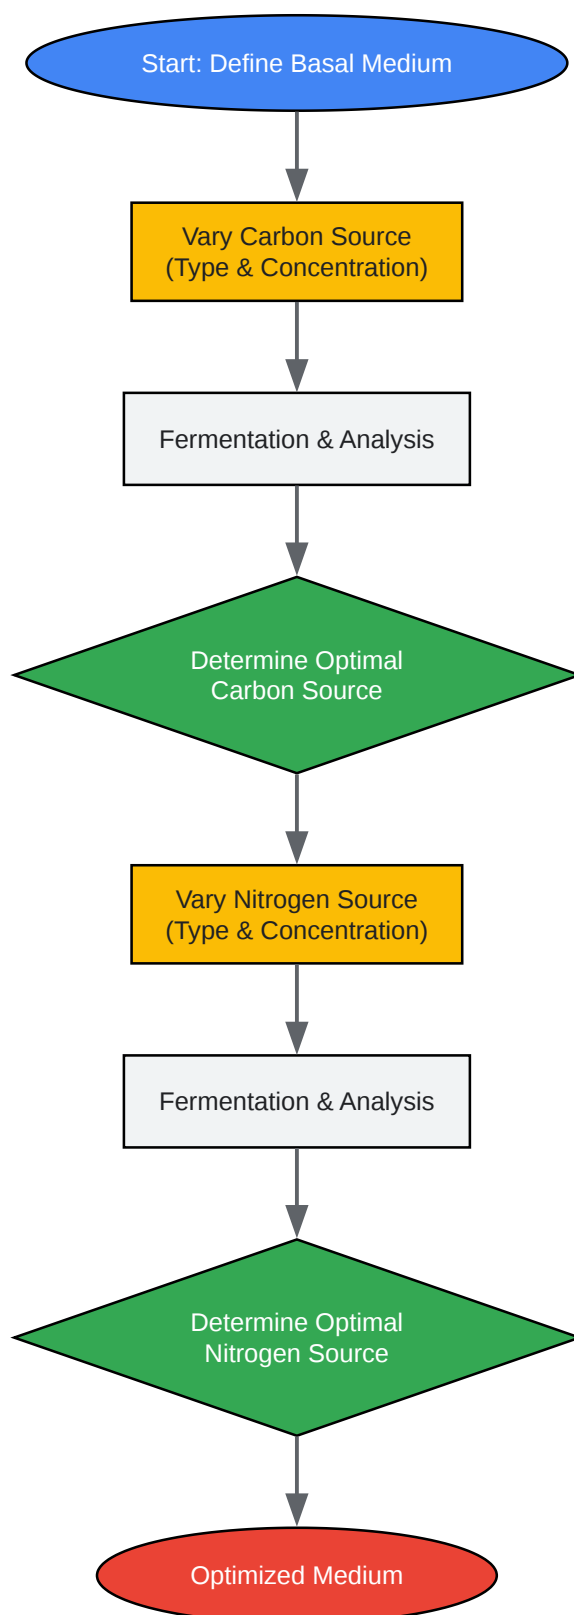 Start: Define Basal Medium
Vary Carbon Source
(Type & Concentration)
Fermentation & Analysis
Determine Optimal
Carbon Source
Vary Nitrogen Source
(Type & Concentration)
Fermentation & Analysis
Determine Optimal
Nitrogen Source
Optimized Medium